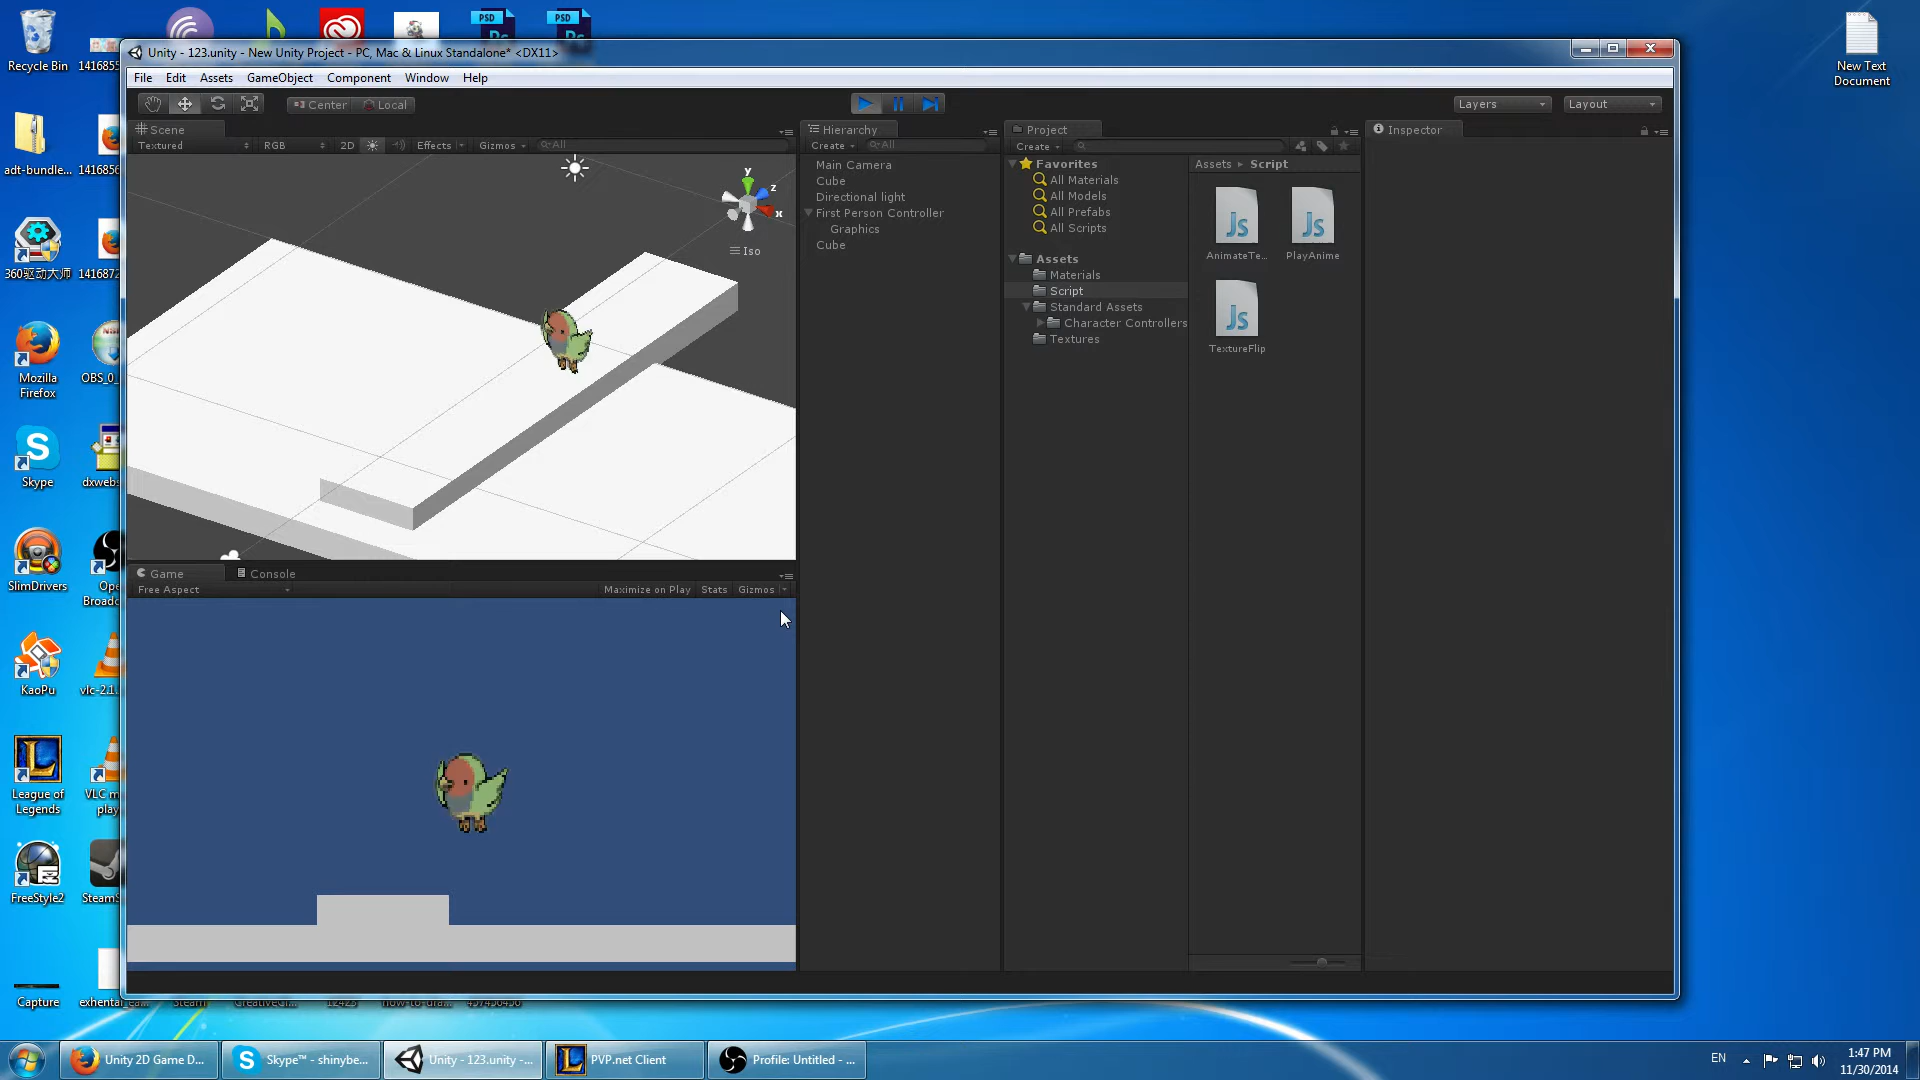 Recycle Bin
New Text
Document
PSD
PSD
Unity - 123.unity - New Unity Project - PC, Mac & Linux Standalone* <DX11>
File Edit Assets GameObject Component Window Help
Center Local
Layers
Layout
Scene
Textured RGB 2D Effects Gizmos All
y
z
x
Iso
Hierarchy
Create All
Main Camera
Cube
Directional light
First Person Controller
Graphics
Cube
Project
Create
Favorites
All Materials
All Models
All Prefabs
All Scripts
Assets
Materials
Script
Standard Assets
Character Controllers
Textures
Assets Script
Js
AnimateTe...
Js
PlayAnime
Js
TextureFlip
Inspector
Game Console
Free Aspect Maximize on Play Stats Gizmos
adt-bundle...
360驱动大师
Mozilla
Firefox
Skype
SlimDrivers
KaoPu
League of
Legends
FreeStyle2
Capture
Unity 2D Game D...
Skype™ - shinybe...
Unity - 123.unity -...
PVP.net Client
Profile: Untitled - ...
EN
1:47 PM
11/30/2014